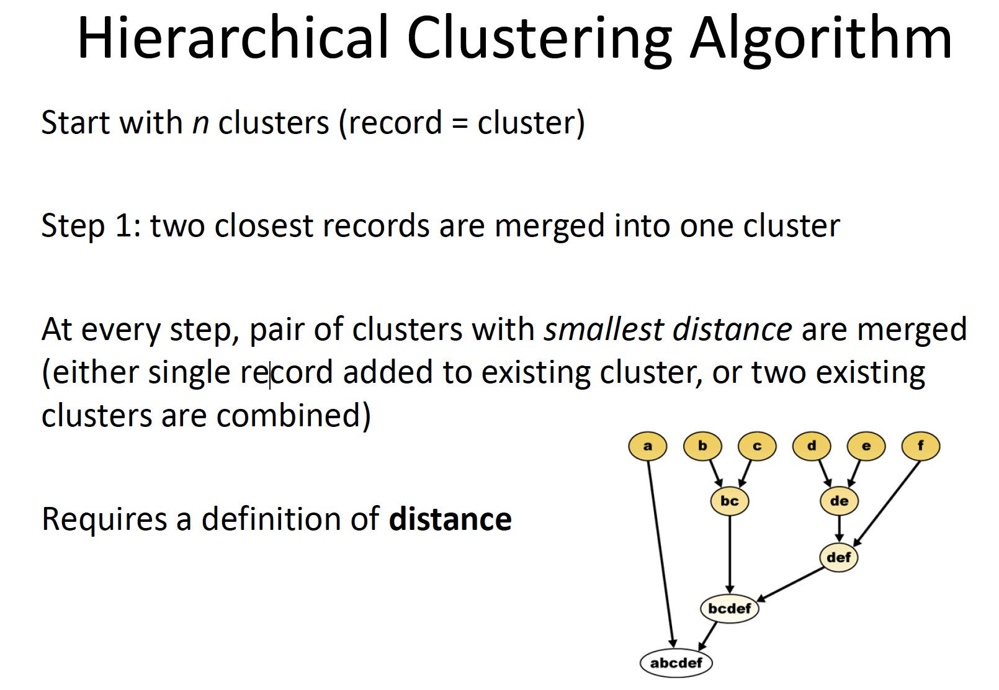 Hierarchical Clustering Algorithm
Start with n clusters (record = cluster)
Step 1: two closest records are merged into one cluster
At every step, pair of clusters with smallest distance are merged
(either single record added to existing cluster, or two existing
clusters are combined)
Requires a definition of distance
a b c d e f
bc de
def
bcdef
abcdef